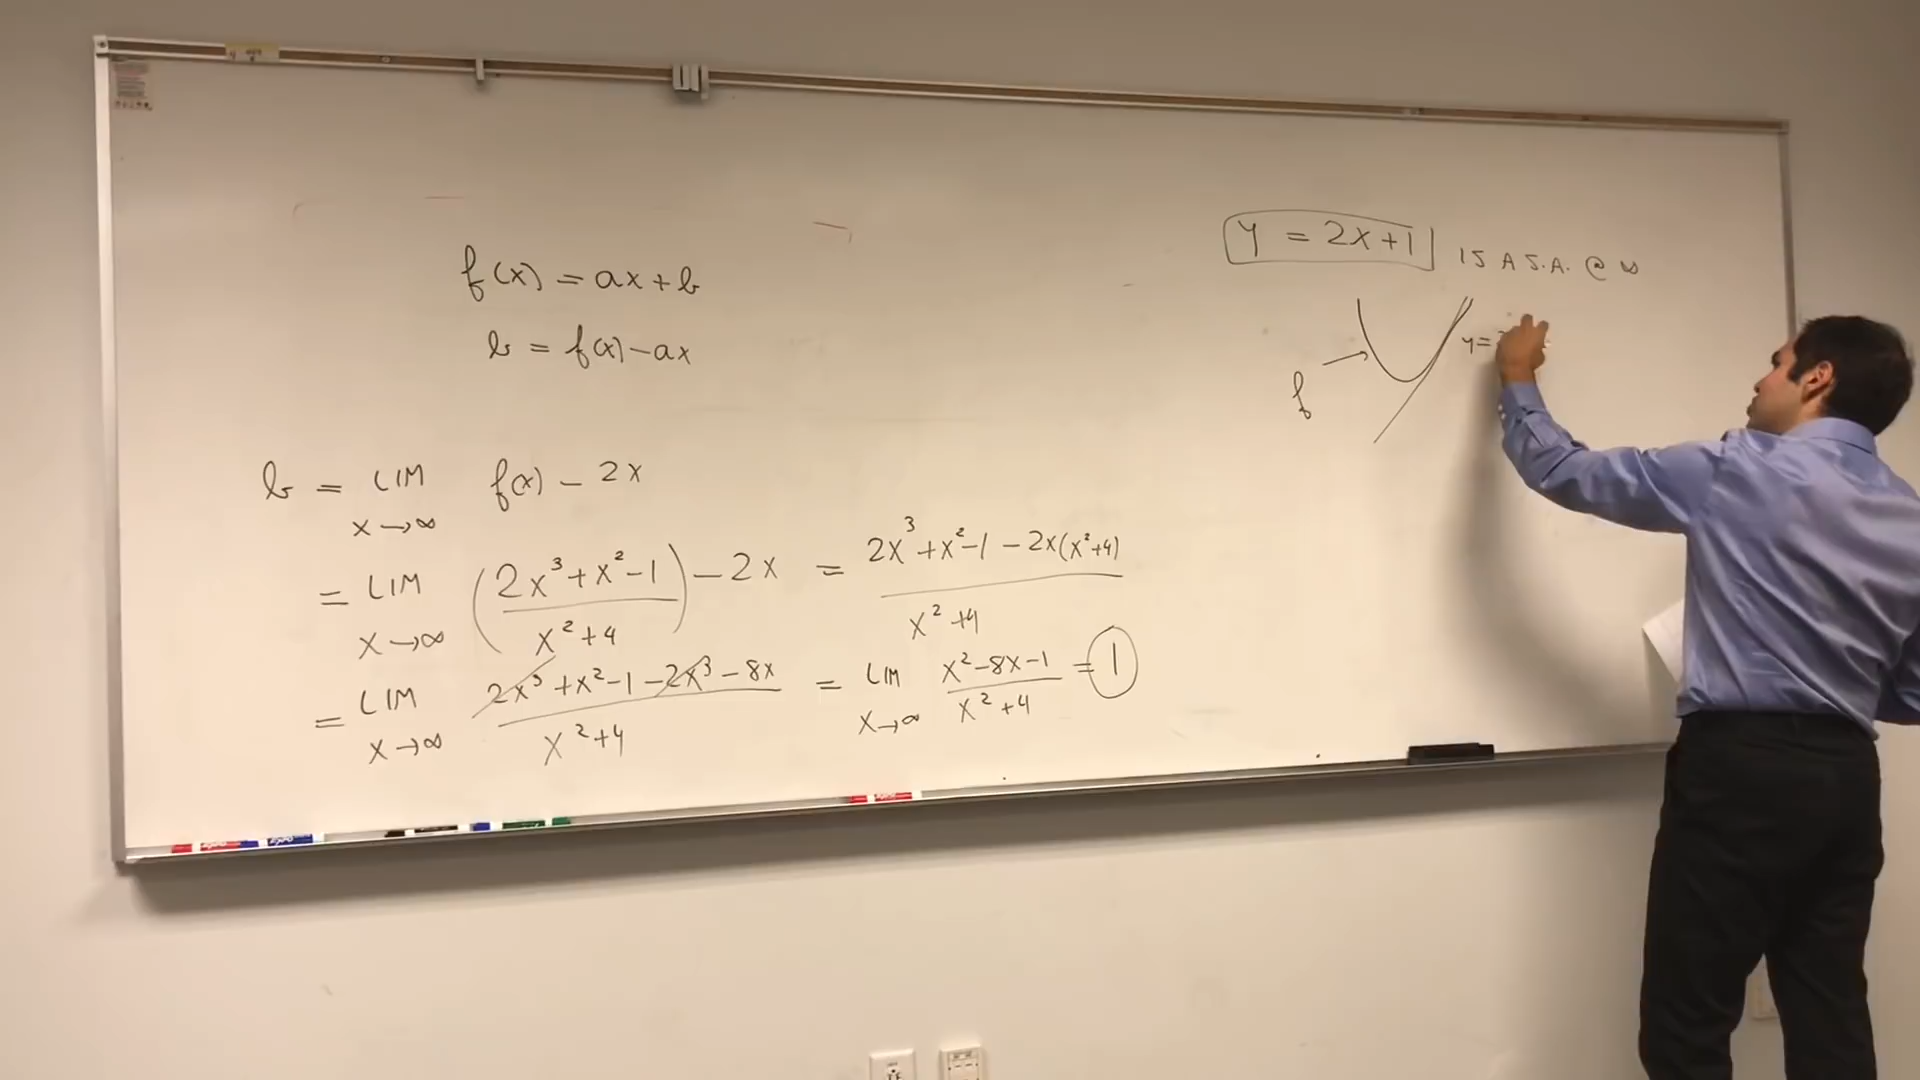 f(x) = ax + b
b = f(x) - ax
b = LIM x→∞ f(x) - 2x
= LIM x→∞ (2x³+x²-1 / x²+4) - 2x = 2x³+x²-1-2x(x²+4) / x²+4
= LIM x→∞ 2x³+x²-1-2x³-8x / x²+4 = LIM x→∞ x²-8x-1 / x²+4 = 1
y = 2x+1 IS A S.A. @ ∞
y=
f